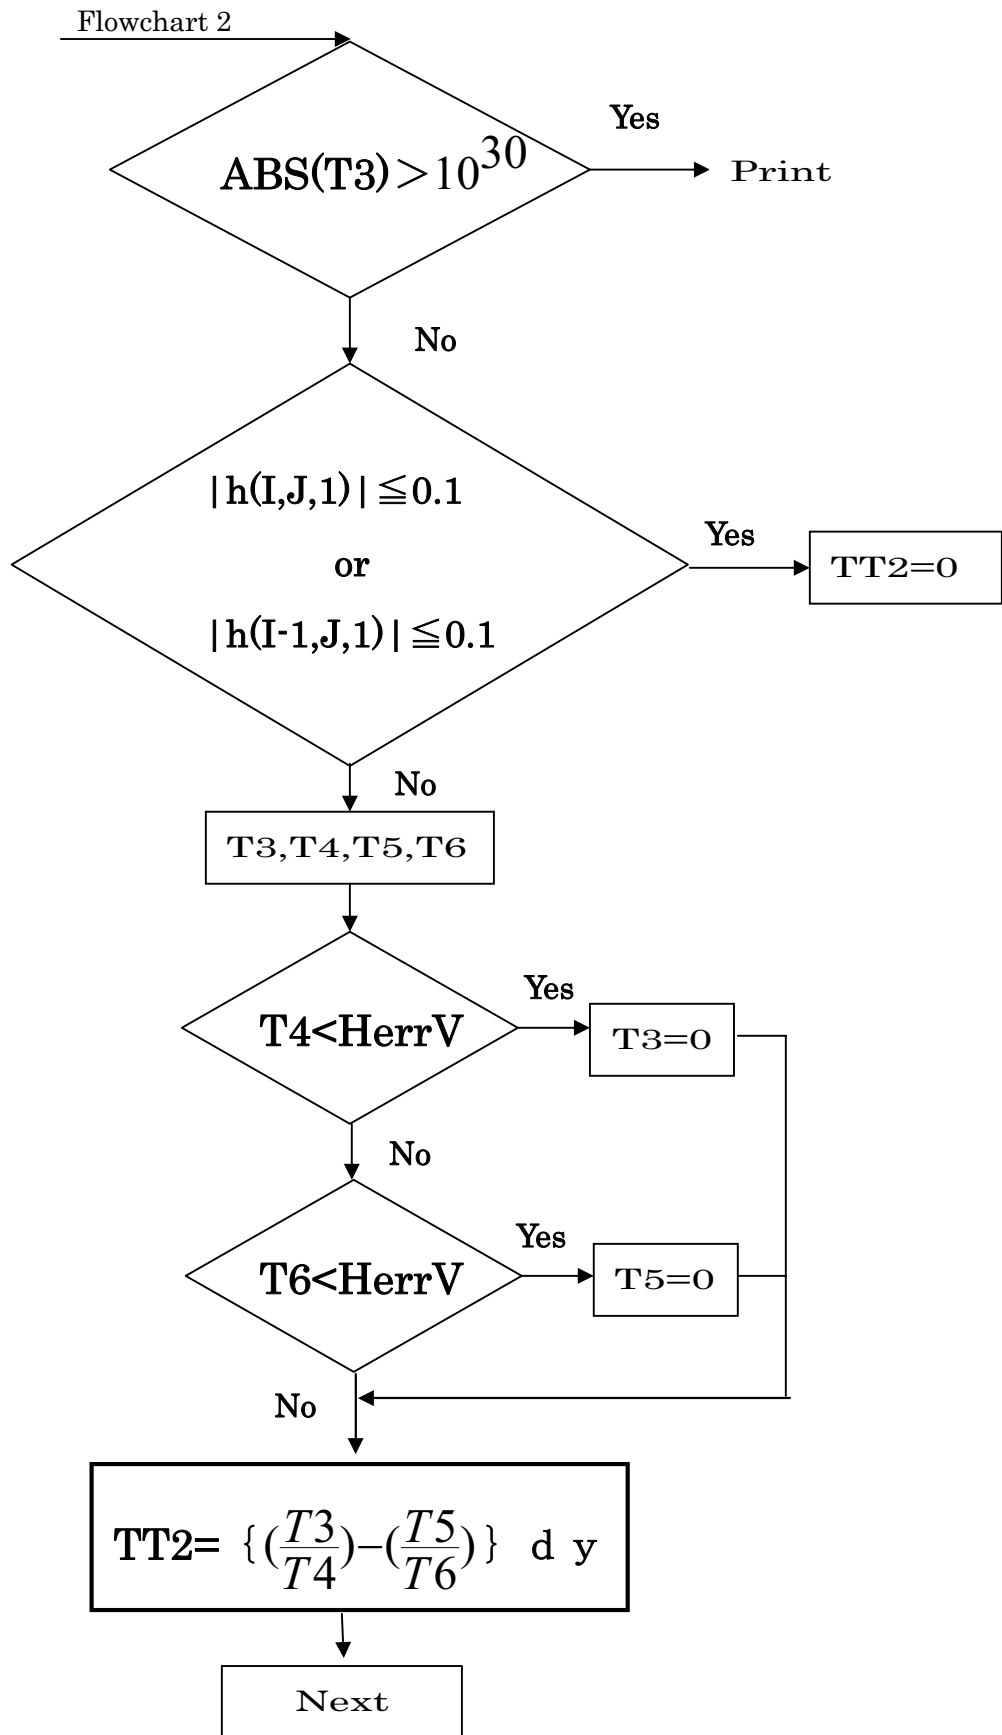 Flowchart 2
Yes
ABS(T3)>10^30
Print
No
|h(I,J,1)|≦0.1
or
|h(I-1,J,1)|≦0.1
Yes
TT2=0
No
T3,T4,T5,T6
Yes
T4<HerrV
T3=0
No
Yes
T6<HerrV
T5=0
No
TT2= {(T3/T4)-(T5/T6)} d y
Next